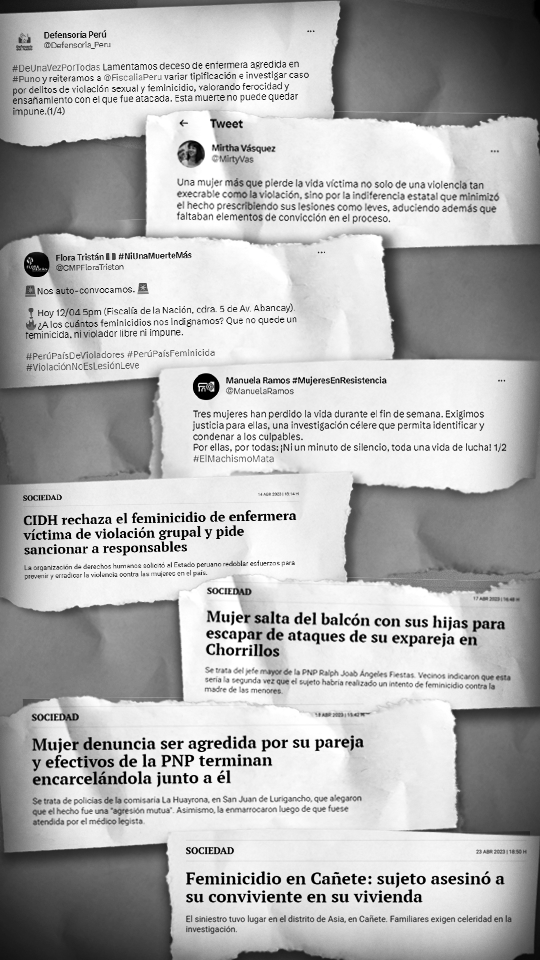 Defensoría Perú
@Defensoria_Peru
#DeUnaVezPorTodas Lamentamos deceso de enfermera agredida en
#Puno y reiteramos a @FiscaliaPeru variar tipificación e investigar caso
por delitos de violación sexual y feminicidio, valorando ferocidad y
ensañamiento con el que fue atacada. Esta muerte no puede quedar
impune.(1/4)
← Tweet
Mirtha Vásquez
@MirtyVas
Una mujer más que pierde la vida víctima no solo de una violencia tan
execrable como la violación, sino por la indiferencia estatal que minimizó
el hecho prescribiendo sus lesiones como leves, aduciendo además que
faltaban elementos de convicción en el proceso.
Flora Tristán #NiUnaMuerteMás
@CMPFloraTristan
Nos auto-convocamos.
Hoy 12/04 5pm (Fiscalía de la Nación, cdra. 5 de Av. Abancay)
¿A los cuántos feminicidios nos indignamos? Que no quede un
feminicida, ni violador libre ni impune.
#PerúPaísDeVioladores #PerúPaísFeminicida
#ViolaciónNoEsLesiónLeve
Manuela Ramos #MujeresEnResistencia
@ManuelaRamos
Tres mujeres han perdido la vida durante el fin de semana. Exigimos
justicia para ellas, una investigación célere que permita identificar y
condenar a los culpables.
Por ellas, por todas: ¡Ni un minuto de silencio, toda una vida de lucha! 1/2
#ElMachismoMata
SOCIEDAD 14 ABR 2023 | 15:14 H
CIDH rechaza el feminicidio de enfermera
víctima de violación grupal y pide
sancionar a responsables
La organización de derechos humanos solicitó al Estado peruano redoblar esfuerzos para
prevenir y erradicar la violencia contra las mujeres en el país.
SOCIEDAD 17 ABR 2023 | 16:46 H
Mujer salta del balcón con sus hijas para
escapar de ataques de su expareja en
Chorrillos
Se trata del jefe mayor de la PNP Ralph Joab Ángeles Fiestas. Vecinos indicaron que esta
sería la segunda vez que el sujeto habría realizado un intento de feminicidio contra la
madre de las menores.
SOCIEDAD 18 ABR 2023 | 13:42 H
Mujer denuncia ser agredida por su pareja
y efectivos de la PNP terminan
encarcelándola junto a él
Se trata de policías de la comisaría La Huayrona, en San Juan de Lurigancho, que alegaron
que el hecho fue una "agresión mutua". Asimismo, la enmarrocaron luego de que fuese
atendida por el médico legista.
SOCIEDAD 23 ABR 2023 | 18:50 H
Feminicidio en Cañete: sujeto asesinó a
su conviviente en su vivienda
El siniestro tuvo lugar en el distrito de Asia, en Cañete. Familiares exigen celeridad en la
investigación.